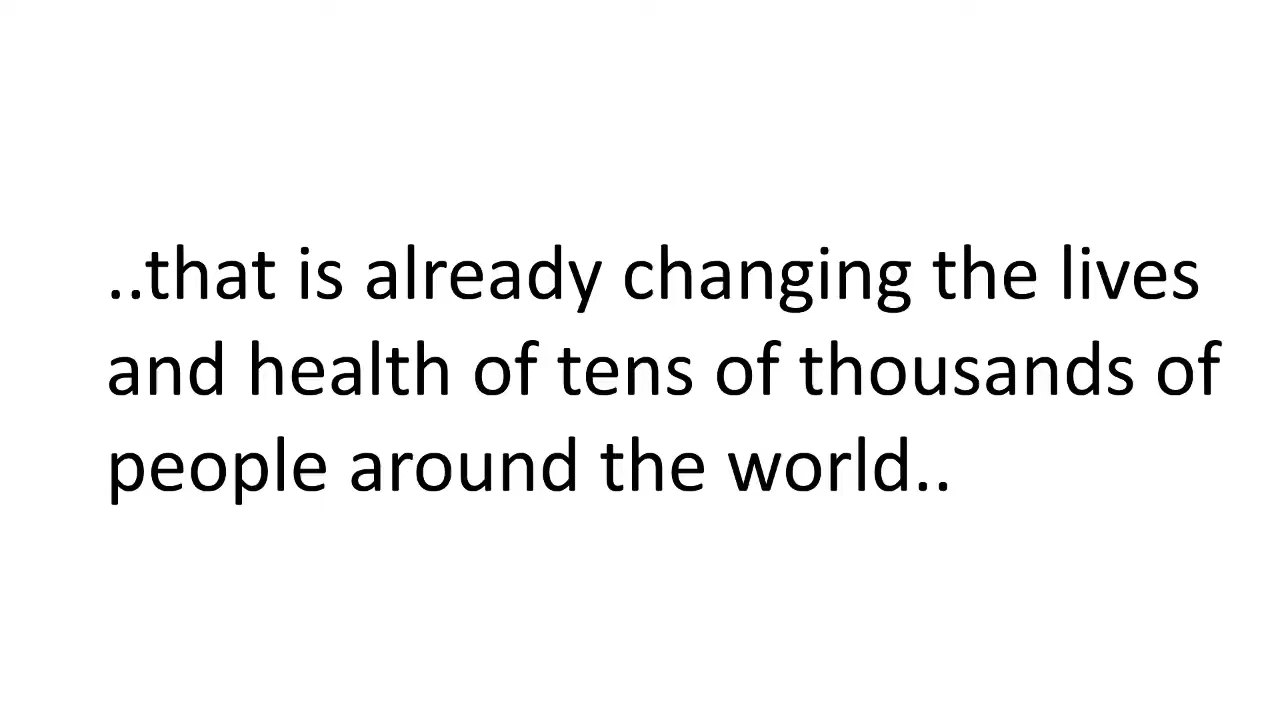 ..that is already changing the lives
and health of tens of thousands of
people around the world..